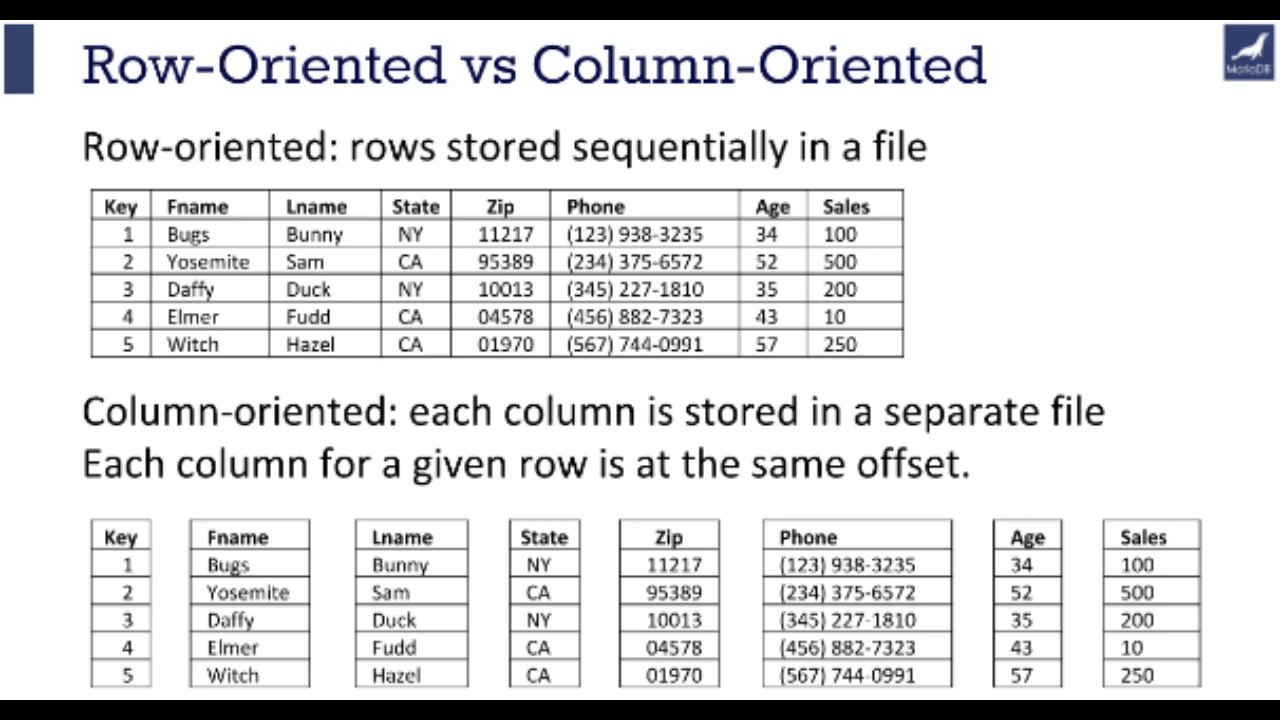 Row-Oriented vs Column-Oriented
MariaDB
Row-oriented: rows stored sequentially in a file
Key Fname Lname State Zip Phone Age Sales
1 Bugs Bunny NY 11217 (123) 938-3235 34 100
2 Yosemite Sam CA 95389 (234) 375-6572 52 500
3 Daffy Duck NY 10013 (345) 227-1810 35 200
4 Elmer Fudd CA 04578 (456) 882-7323 43 10
5 Witch Hazel CA 01970 (567) 744-0991 57 250
Column-oriented: each column is stored in a separate file
Each column for a given row is at the same offset.
Key Fname Lname State Zip Phone Age Sales
1 Bugs Bunny NY 11217 (123) 938-3235 34 100
2 Yosemite Sam CA 95389 (234) 375-6572 52 500
3 Daffy Duck NY 10013 (345) 227-1810 35 200
4 Elmer Fudd CA 04578 (456) 882-7323 43 10
5 Witch Hazel CA 01970 (567) 744-0991 57 250